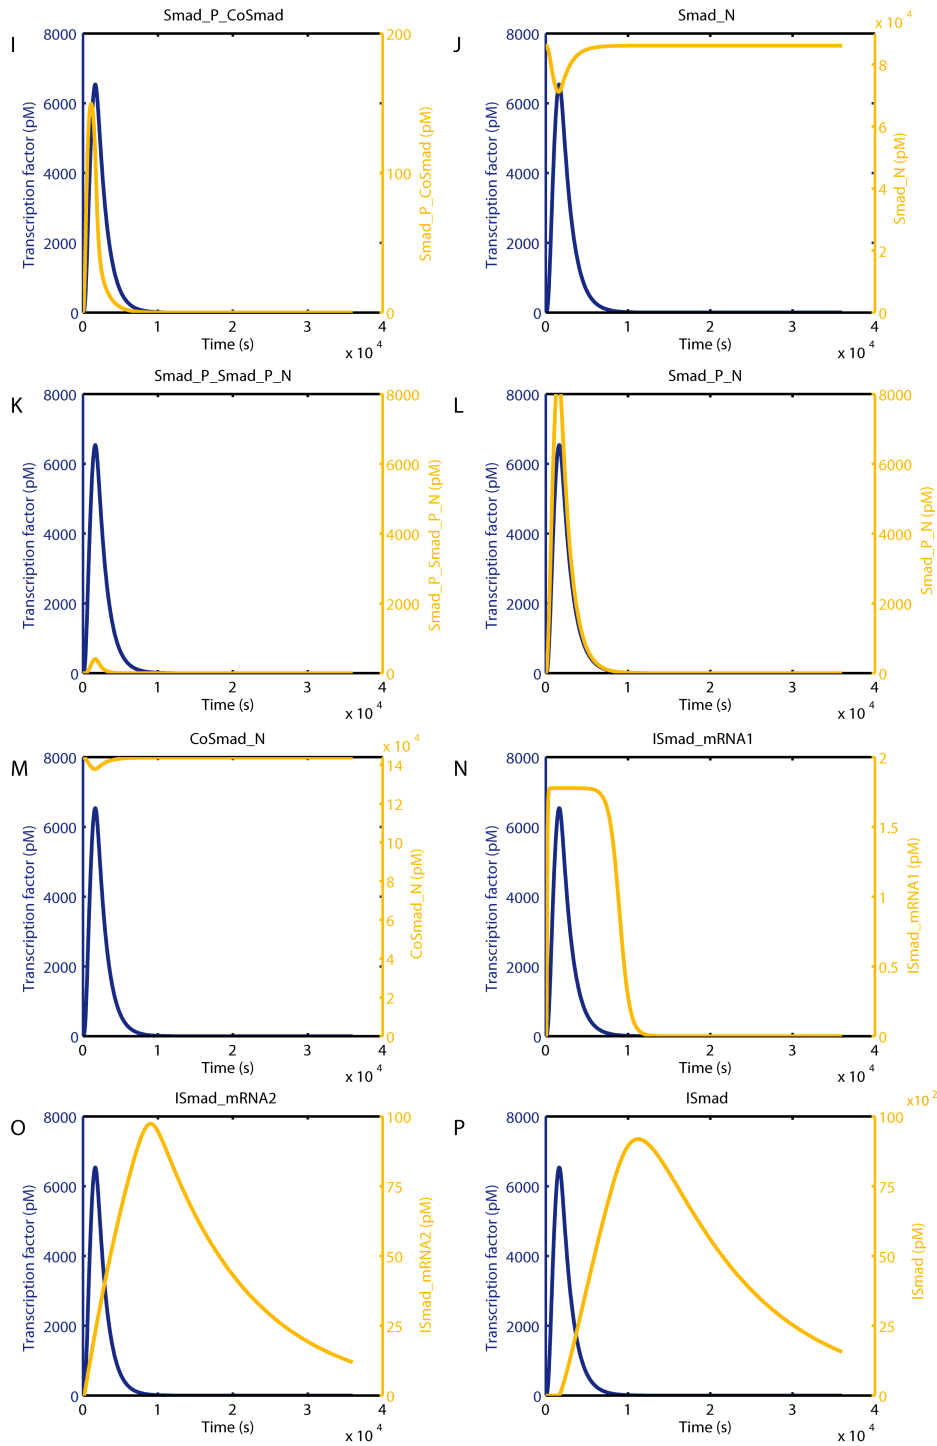 Smad_P_CoSmad
I
8000
6000
4000
2000
0
Transcription factor (pM)
200
100
0
Smad_P_CoSmad (pM)
0 1 2 3 4
Time (s)
x 10 4
Smad_N
J
x 10 4
8000
6000
4000
2000
0
Transcription factor (pM)
8
6
4
2
0
Smad_N (pM)
0 1 2 3 4
Time (s)
x 10 4
Smad_P_Smad_P_N
K
8000
6000
4000
2000
0
Transcription factor (pM)
8000
6000
4000
2000
0
Smad_P_Smad_P_N (pM)
0 1 2 3 4
Time (s)
x 10 4
Smad_P_N
L
8000
6000
4000
2000
0
Transcription factor (pM)
8000
6000
4000
2000
0
Smad_P_N (pM)
0 1 2 3 4
Time (s)
x 10 4
CoSmad_N
M
x 10 4
8000
6000
4000
2000
0
Transcription factor (pM)
14
12
10
8
6
4
2
0
CoSmad_N (pM)
0 1 2 3 4
Time (s)
x 10 4
ISmad_mRNA1
N
8000
6000
4000
2000
0
Transcription factor (pM)
2
1.5
1
0.5
0
ISmad_mRNA1 (pM)
0 1 2 3 4
Time (s)
x 10 4
ISmad_mRNA2
O
8000
6000
4000
2000
0
Transcription factor (pM)
100
75
50
25
0
ISmad_mRNA2 (pM)
0 1 2 3 4
Time (s)
x 10 4
ISmad
P
x10 2
8000
6000
4000
2000
0
Transcription factor (pM)
100
75
50
25
0
ISmad (pM)
0 1 2 3 4
Time (s)
x 10 4